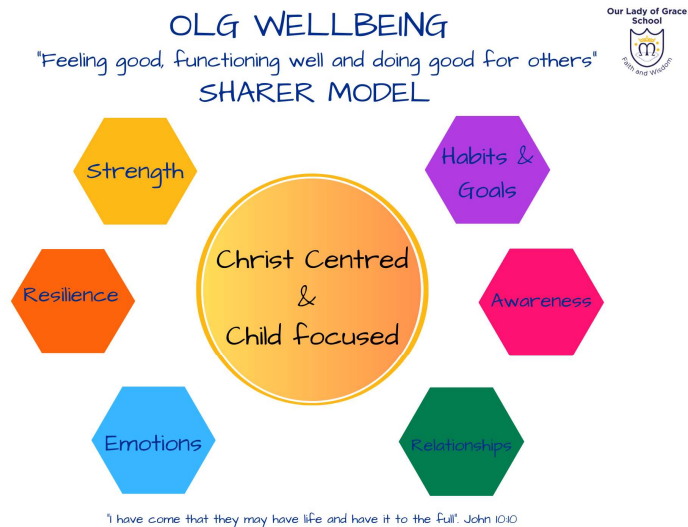 OLG WELLBEING
"Feeling good, functioning well and doing good for others"
SHARER MODEL
Our Lady of Grace
School
Faith and Wisdom
Strength
Habits &
Goals
Christ Centred
&
Child focused
Resilience
Awareness
Emotions
Relationships
"I have come that they may have life and have it to the full". John 10:10